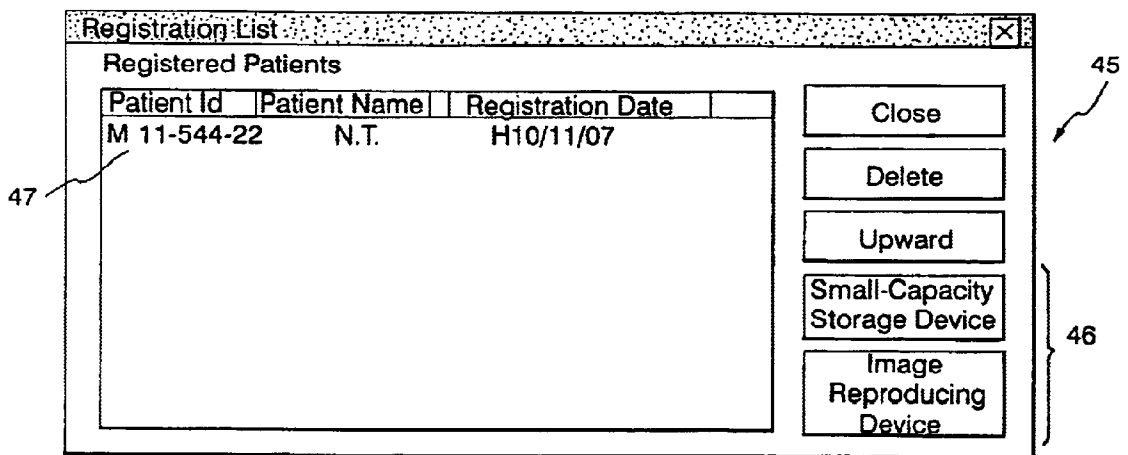 Registration List
Registered Patients
45
Patient Id Patient Name Registration Date
Close
M 11-544-22 N.T. H10/11/07
47
Delete
Upward
Small-Capacity
Storage Device
46
Image
Reproducing
Device